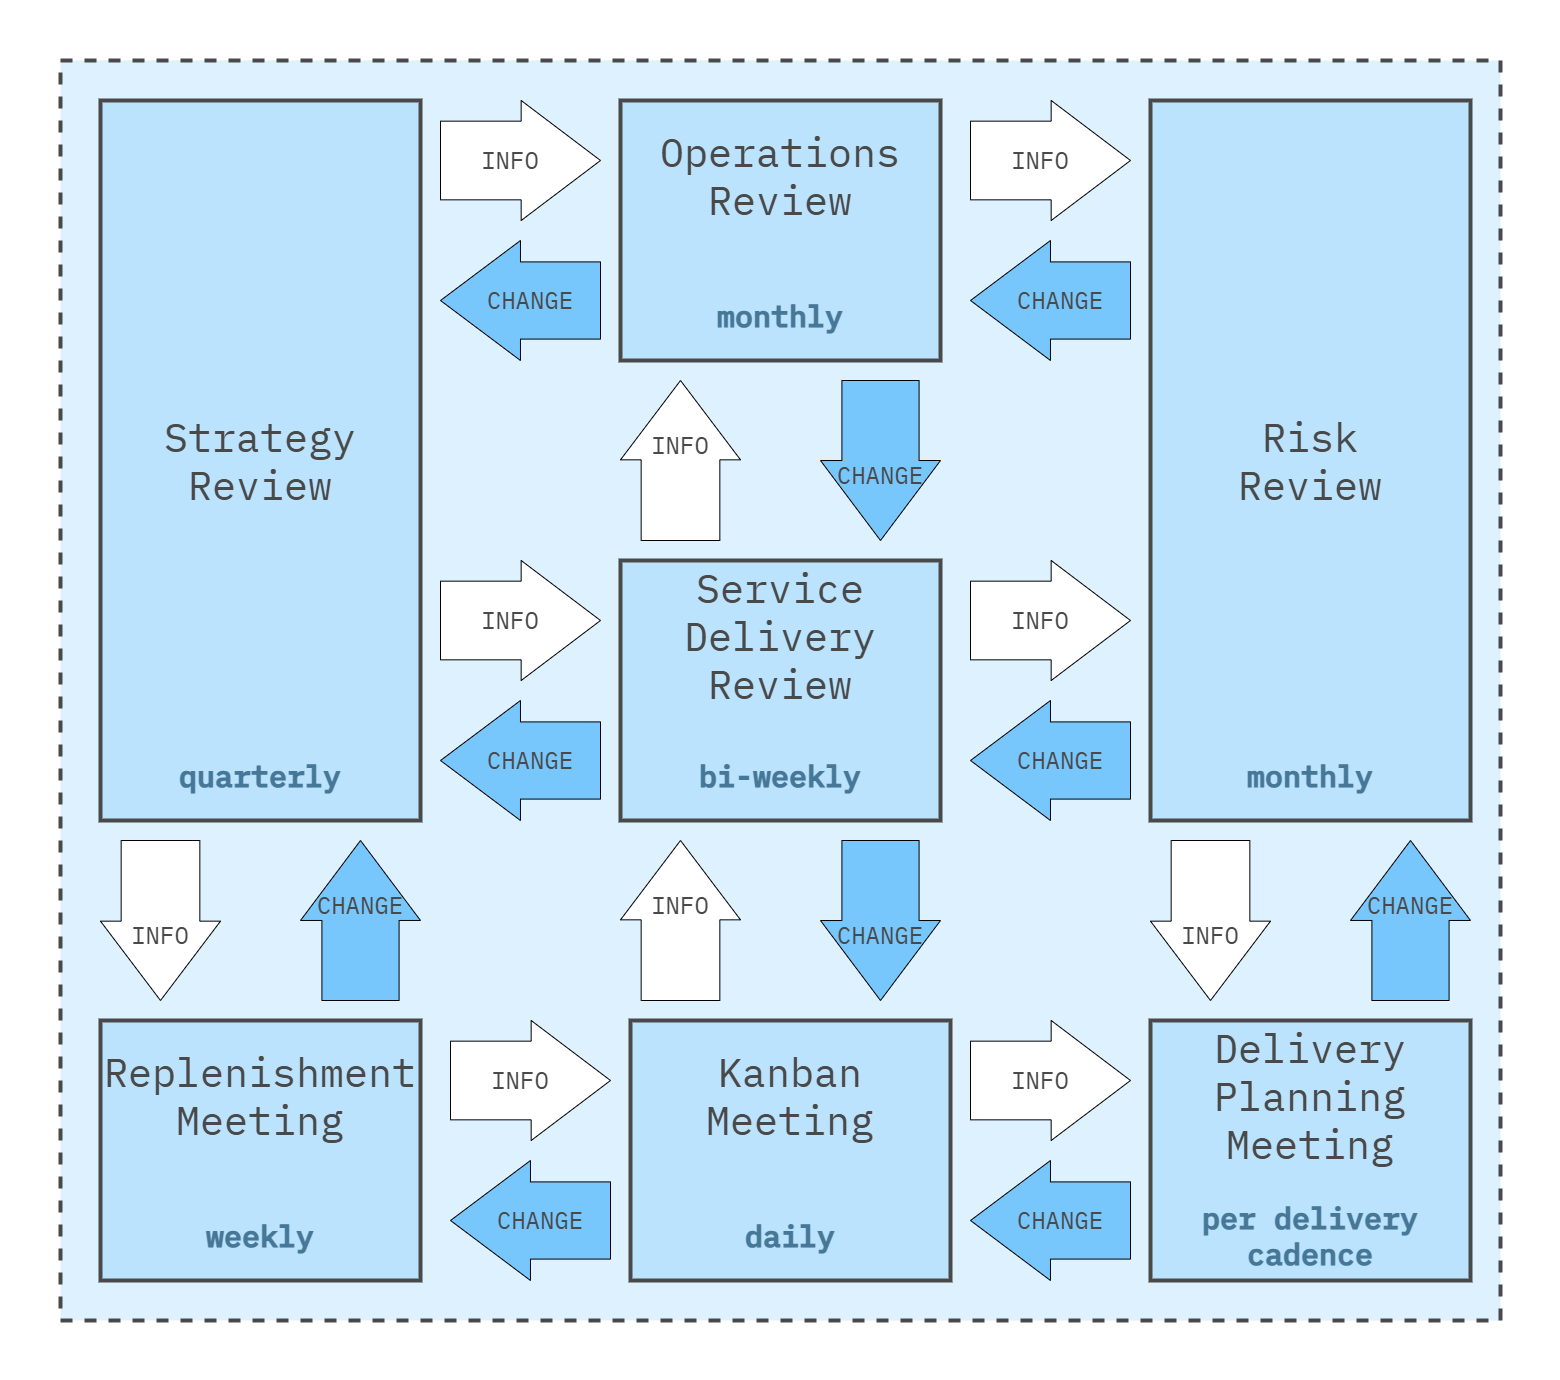 INFO
Operations
Review
monthly
INFO
CHANGE
CHANGE
Strategy
Review
quarterly
INFO
CHANGE
Risk
Review
monthly
INFO
Service
Delivery
Review
bi-weekly
INFO
CHANGE
CHANGE
INFO
CHANGE
INFO
CHANGE
INFO
CHANGE
Replenishment
Meeting
weekly
INFO
CHANGE
Kanban
Meeting
daily
INFO
CHANGE
Delivery
Planning
Meeting
per delivery
cadence